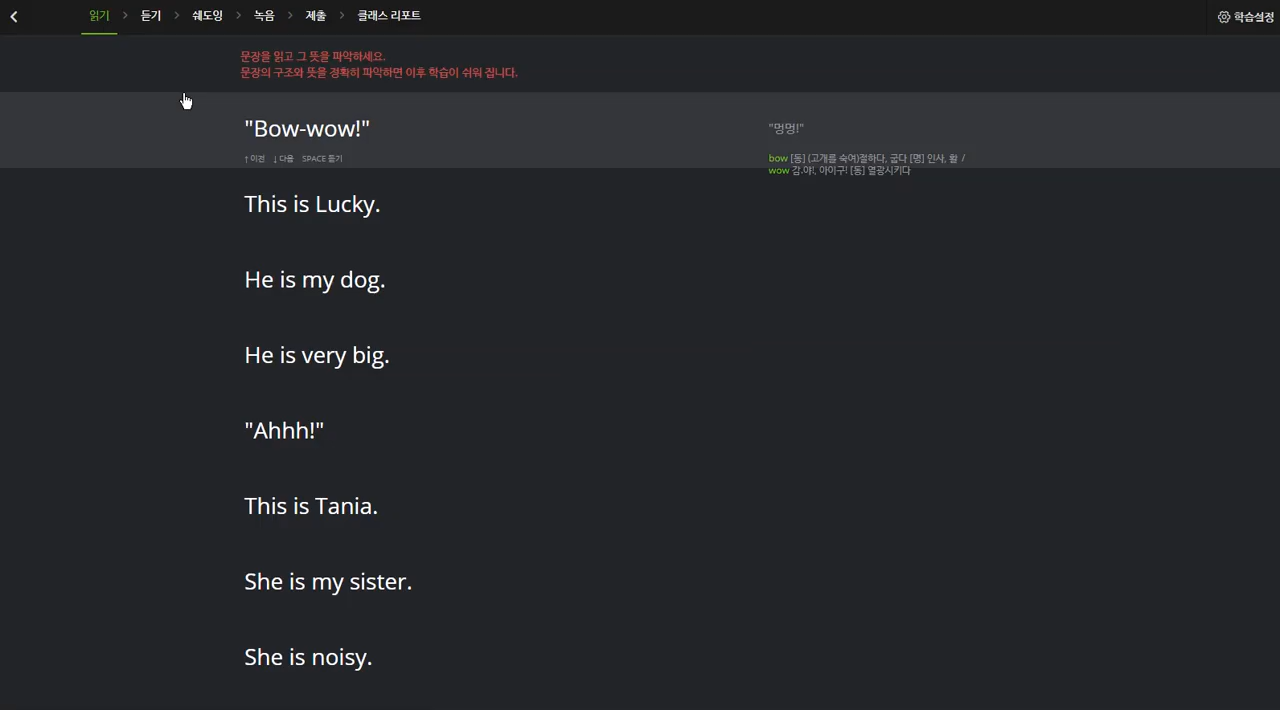 읽기 > 듣기 > 쉐도잉 > 녹음 > 제출 > 클래스 리포트
학습설정
문장을 읽고 그 뜻을 파악하세요.
문장의 구조와 뜻을 정확히 파악하면 이후 학습이 쉬워 집니다.
"Bow-wow!"
"멍멍!"
↑이전 ↓다음 SPACE 듣기
bow [동] (고개를 숙여)절하다, 굽다 [명] 인사, 활 /
wow 감.야!, 아이구! [동] 열광시키다
This is Lucky.
He is my dog.
He is very big.
"Ahhh!"
This is Tania.
She is my sister.
She is noisy.